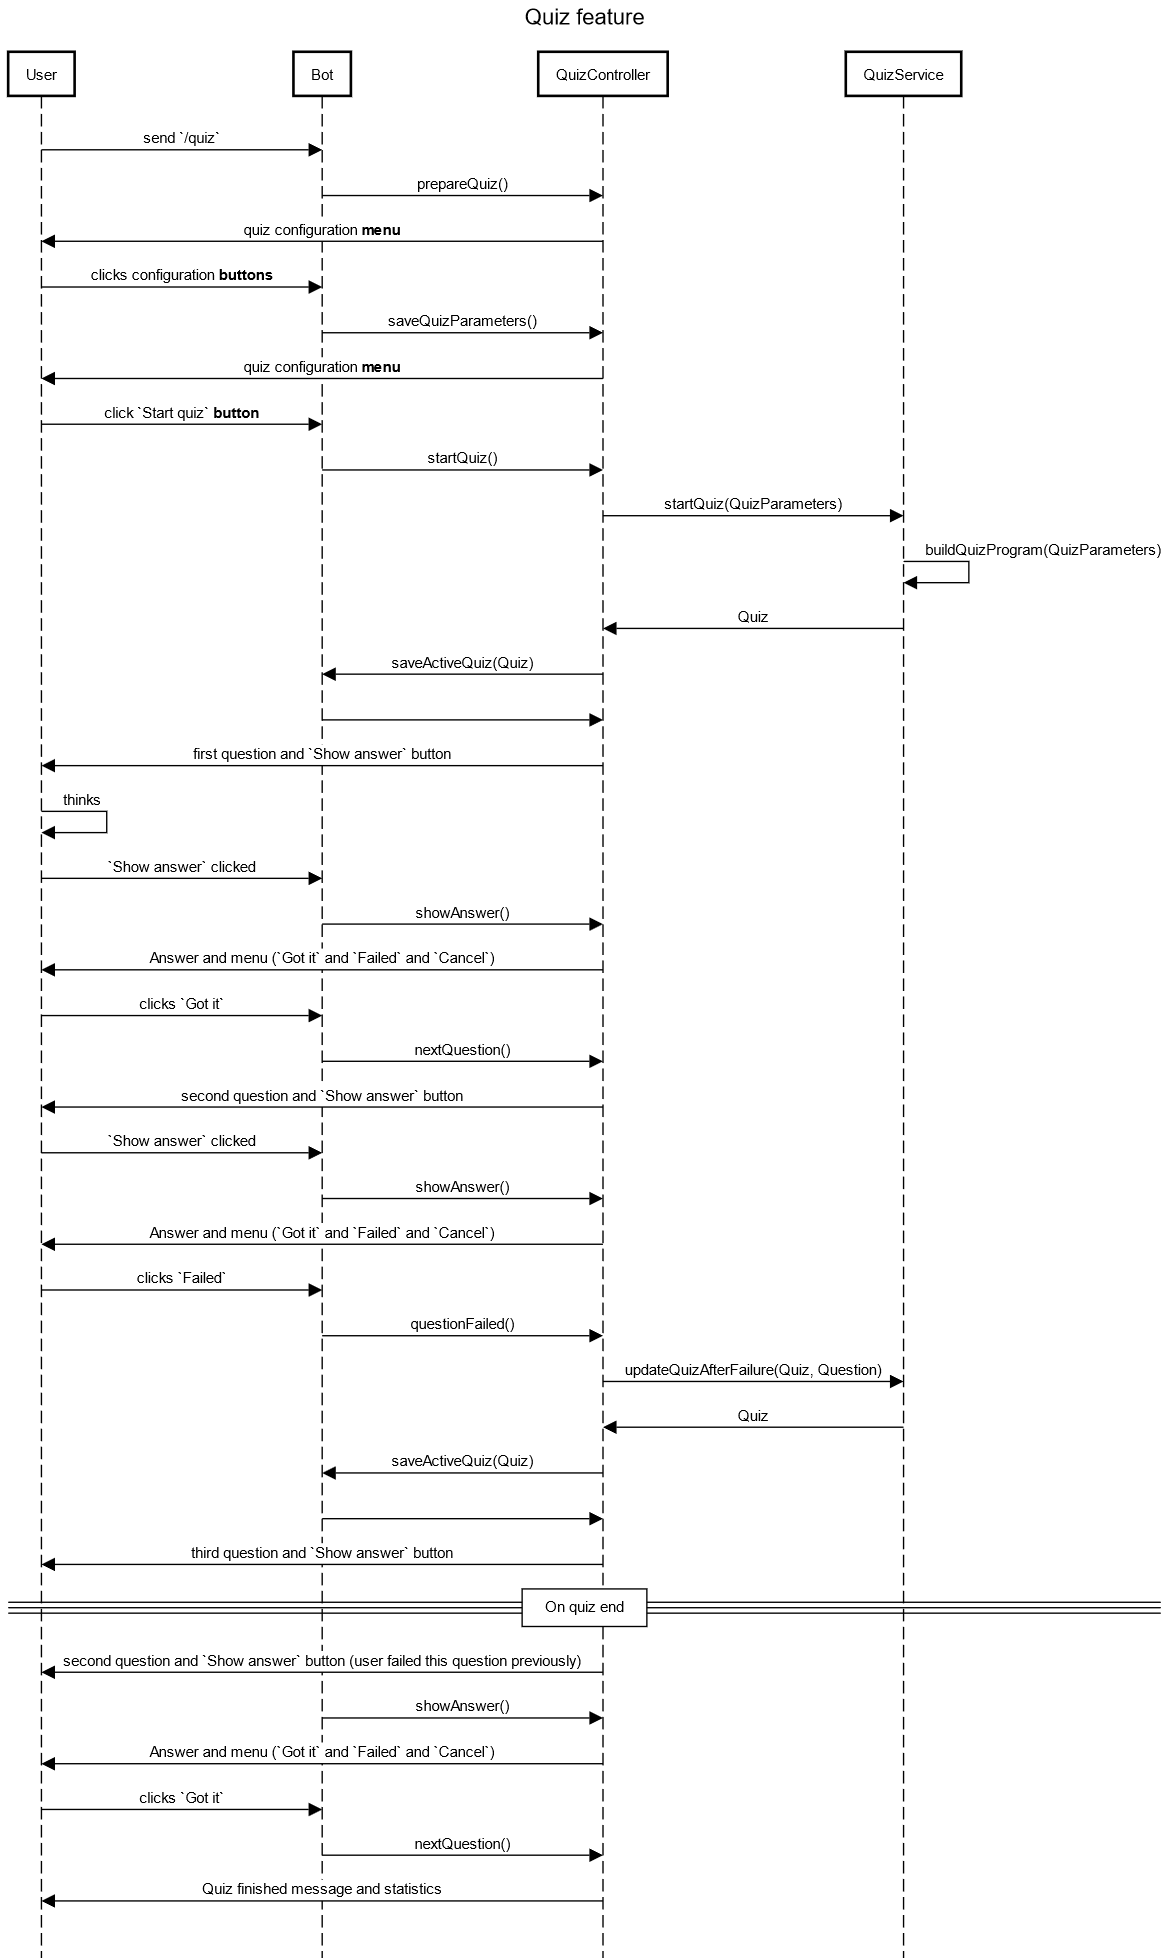 Quiz feature
User
Bot
QuizController
QuizService
send `/quiz`
prepareQuiz()
quiz configuration menu
clicks configuration buttons
saveQuizParameters()
quiz configuration menu
click `Start quiz` button
startQuiz()
startQuiz(QuizParameters)
buildQuizProgram(QuizParameters)
Quiz
saveActiveQuiz(Quiz)
first question and `Show answer` button
thinks
`Show answer` clicked
showAnswer()
Answer and menu (`Got it` and `Failed` and `Cancel`)
clicks `Got it`
nextQuestion()
second question and `Show answer` button
`Show answer` clicked
showAnswer()
Answer and menu (`Got it` and `Failed` and `Cancel`)
clicks `Failed`
questionFailed()
updateQuizAfterFailure(Quiz, Question)
Quiz
saveActiveQuiz(Quiz)
third question and `Show answer` button
On quiz end
second question and `Show answer` button (user failed this question previously)
showAnswer()
Answer and menu (`Got it` and `Failed` and `Cancel`)
clicks `Got it`
nextQuestion()
Quiz finished message and statistics